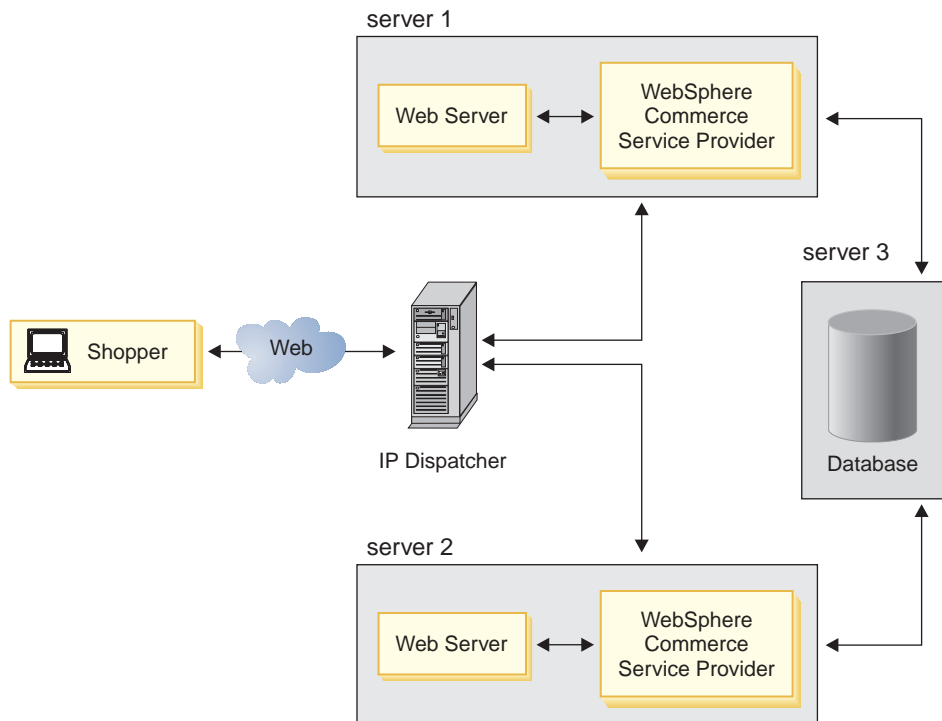 server 1
Web Server
WebSphere
Commerce
Service Provider
server 3
Shopper
Web
IP Dispatcher
Database
server 2
Web Server
WebSphere
Commerce
Service Provider